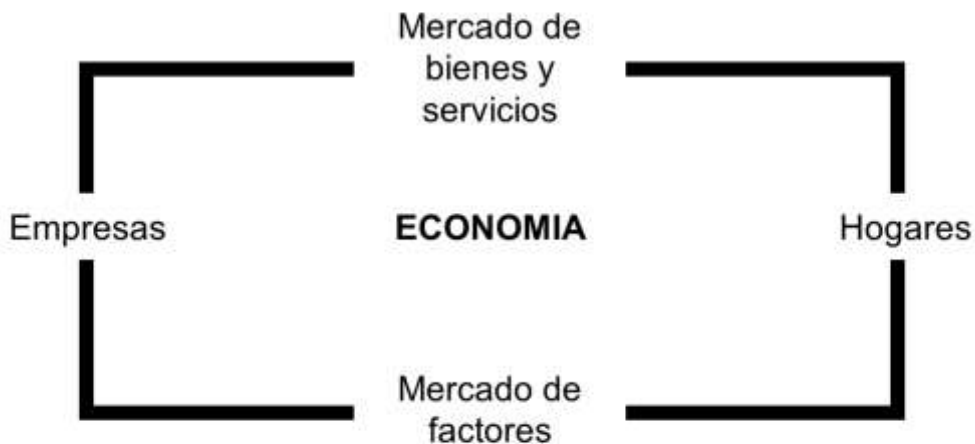 Mercado de
bienes y
servicios
Empresas
ECONOMIA
Hogares
Mercado de
factores